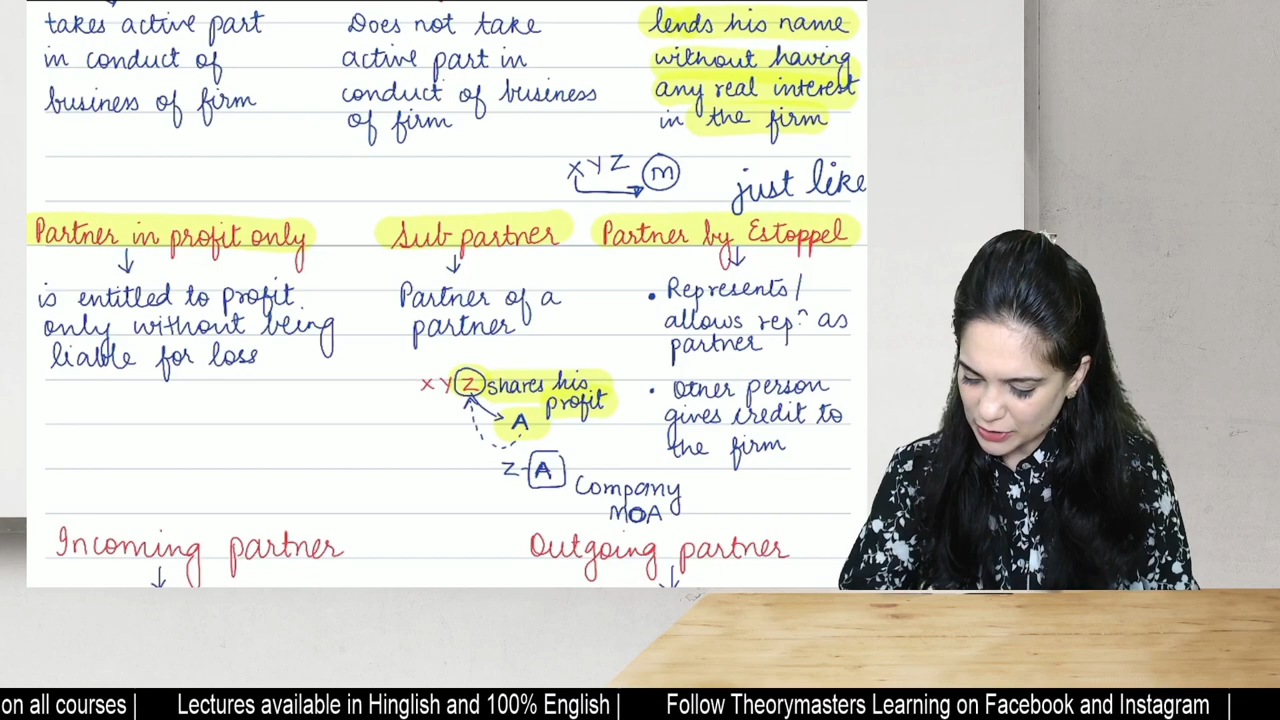 takes active part
in conduct of
business of firm
Does not take
active part in
conduct of business
of firm
lends his name
without having
any real interest
in the firm
X Y Z m
just like
Partner in profit only
is entitled to profit
only without being
liable for loss
Sub partner
Partner of a
partner
X Y Z shares his
profit
A
Z - A
Company
MOA
Partner by Estoppel
• Represents/
allows repⁿ as
partner
• Other person
gives credit to
the firm
Incoming partner
Outgoing partner
on all courses | Lectures available in Hinglish and 100% English | Follow Theorymasters Learning on Facebook and Instagram |